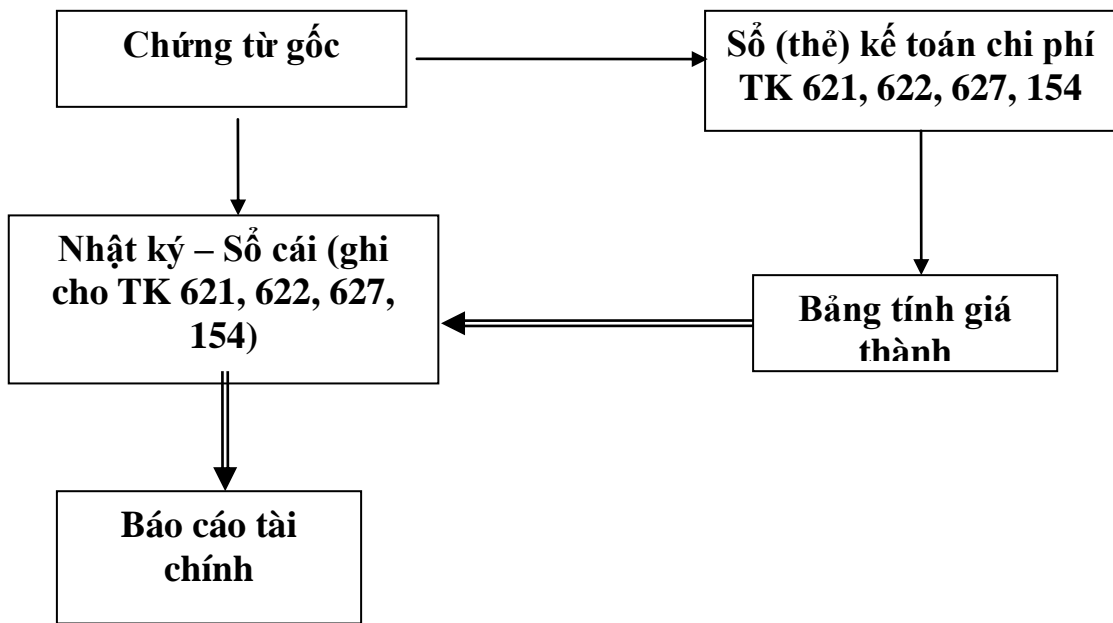 Chứng từ gốc
Sổ (thẻ) kế toán chi phí
TK 621, 622, 627, 154
Nhật ký – Sổ cái (ghi
cho TK 621, 622, 627,
154)
Bảng tính giá
thành
Báo cáo tài
chính